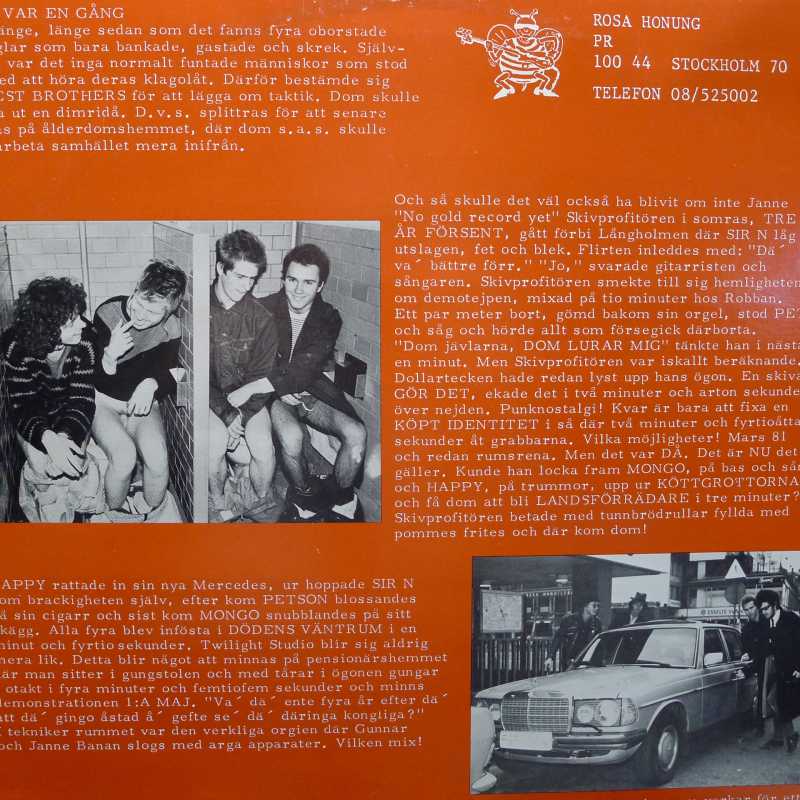 VAR EN GÅNG
änge, länge sedan som det fanns fyra oborstade
glar som bara bankade, gastade och skrek. Själv-
var det inga normalt funtade människor som stod
ed att höra deras klagolåt. Därför bestämde sig
EST BROTHERS för att lägga om taktik. Dom skulle
a ut en dimridå. D.v.s. splittras för att senare
as på ålderdomshemmet, där dom s.a.s. skulle
arbeta samhället mera inifrån.
ROSA HONUNG
PR
100 44 STOCKHOLM 70
TELEFON 08/525002
Och så skulle det väl också ha blivit om inte Janne
"No gold record yet" Skivprofitören i somras, TRE
ÅR FÖRSENT, gått förbi Långholmen där SIR N låg
utslagen, fet och blek. Flirten inleddes med: "Dä´
va´ bättre förr." "Jo," svarade gitarristen och
sångaren. Skivprofitören smekte till sig hemligheten
om demotejpen, mixad på tio minuter hos Robban.
Ett par meter bort, gömd bakom sin orgel, stod PET
och såg och hörde allt som försegick därborta.
"Dom jävlarna, DOM LURAR MIG" tänkte han i nästa
en minut. Men Skivprofitören var iskallt beräknande.
Dollartecken hade redan lyst upp hans ögon. En skiva
GÖR DET, ekade det i två minuter och arton sekunde
över nejden. Punknostalgi! Kvar är bara att fixa en
KÖPT IDENTITET i så där två minuter och fyrtioåtta
sekunder åt grabbarna. Vilka möjligheter! Mars 81
och redan rumsrena. Men det var DÅ. Det är NU det
gäller. Kunde han locka fram MONGO, på bas och sån
och HAPPY, på trummor, upp ur KÖTTGROTTORNA
och få dom att bli LANDSFÖRRÄDARE i tre minuter?
Skivprofitören betade med tunnbrödrullar fyllda med
pommes frites och där kom dom!
APPY rattade in sin nya Mercedes, ur hoppade SIR N
om brackigheten själv, efter kom PETSON blossandes
å sin cigarr och sist kom MONGO snubblandes på sitt
kägg. Alla fyra blev infösta i DÖDENS VÄNTRUM i en
minut och fyrtio sekunder. Twilight Studio blir sig aldrig
mera lik. Detta blir något att minnas på pensionärshemmet
där man sitter i gungstolen och med tårar i ögonen gungar
otakt i fyra minuter och femtiofem sekunder och minns
demonstrationen 1:A MAJ. "Va´ dä´ ente fyra år efter dä´
att dä´ gingo åstad å´ gefte se´ dä´ däringa kongliga?"
tekniker rummet var den verkliga orgien där Gunnar
och Janne Banan slogs med arga apparater. Vilken mix!